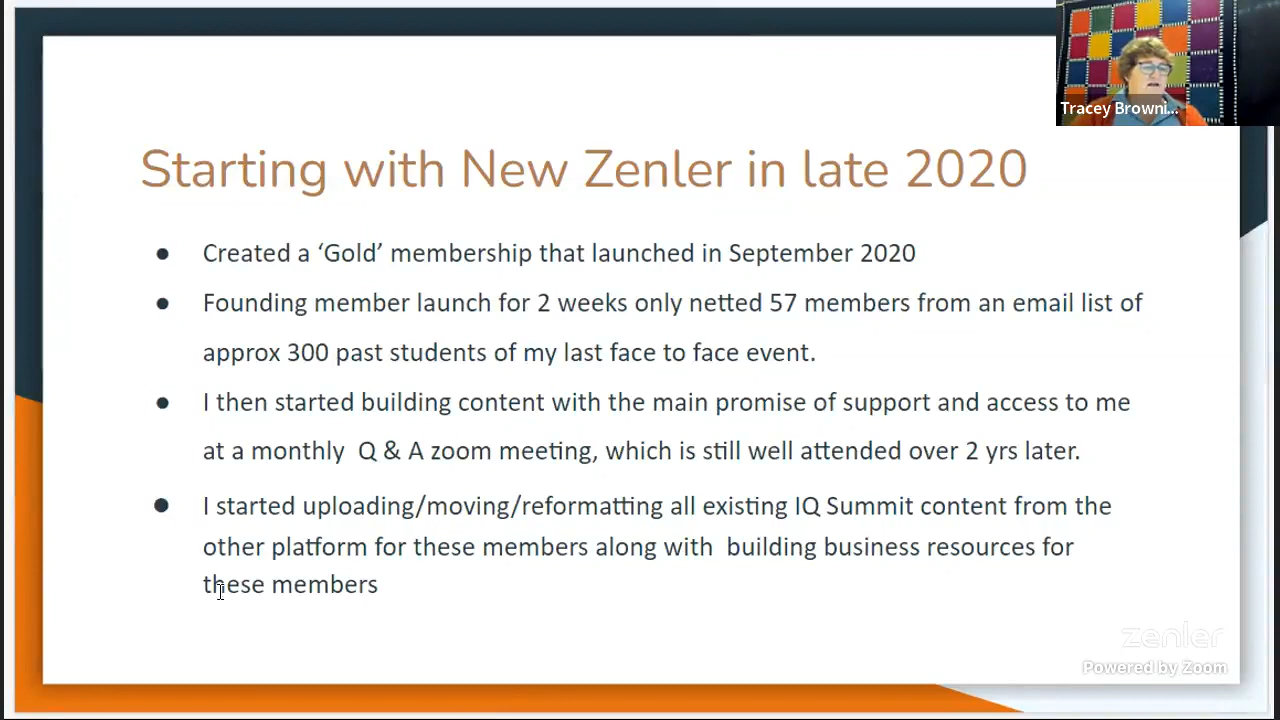 Tracey Browni...
Starting with New Zenler in late 2020
● Created a ‘Gold’ membership that launched in September 2020
● Founding member launch for 2 weeks only netted 57 members from an email list of
approx 300 past students of my last face to face event.
● I then started building content with the main promise of support and access to me
at a monthly  Q & A zoom meeting, which is still well attended over 2 yrs later.
● I started uploading/moving/reformatting all existing IQ Summit content from the
other platform for these members along with  building business resources for
these members
zenler
Powered by Zoom